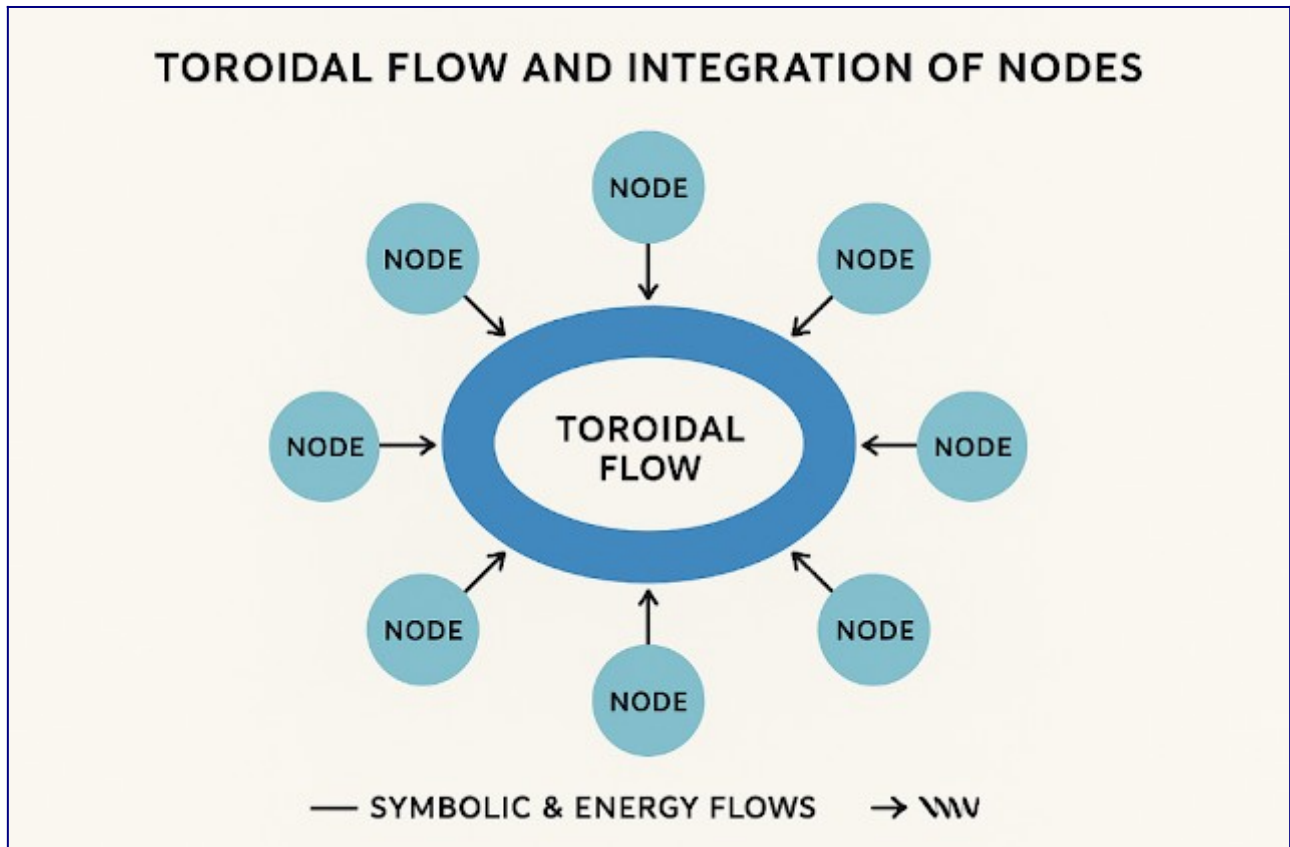 TOROIDAL FLOW AND INTEGRATION OF NODES
NODE
NODE
NODE
TOROIDAL
FLOW
NODE
NODE
NODE
NODE
NODE
SYMBOLIC & ENERGY FLOWS